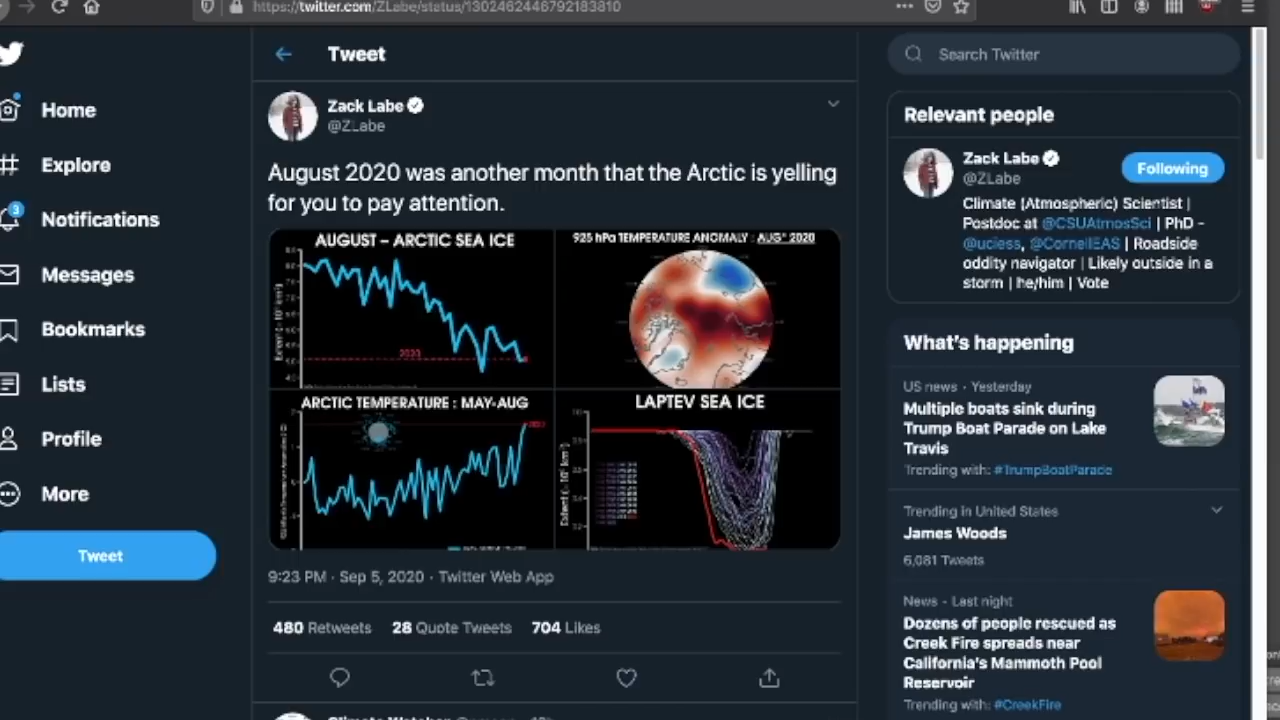 https://twitter.com/ZLabe/status/1302462446792183810
Home
Explore
3
Notifications
Messages
Bookmarks
Lists
Profile
More
Tweet
Tweet
Zack Labe
@ZLabe
August 2020 was another month that the Arctic is yelling
for you to pay attention.
AUGUST – ARCTIC SEA ICE
2020
925 hPa TEMPERATURE ANOMALY : AUG* 2020
ARCTIC TEMPERATURE : MAY-AUG
2020
LAPTEV SEA ICE
9:23 PM · Sep 5, 2020 · Twitter Web App
480 Retweets 28 Quote Tweets 704 Likes
Search Twitter
Relevant people
Zack Labe
@ZLabe
Following
Climate (Atmospheric) Scientist |
Postdoc at @CSUAtmosSci | PhD -
@uciess, @CornellEAS | Roadside
oddity navigator | Likely outside in a
storm | he/him | Vote
What's happening
US news · Yesterday
Multiple boats sink during
Trump Boat Parade on Lake
Travis
Trending with: #TrumpBoatParade
Trending in United States
James Woods
6,081 Tweets
News · Last night
Dozens of people rescued as
Creek Fire spreads near
California's Mammoth Pool
Reservoir
Trending with: #CreekFire